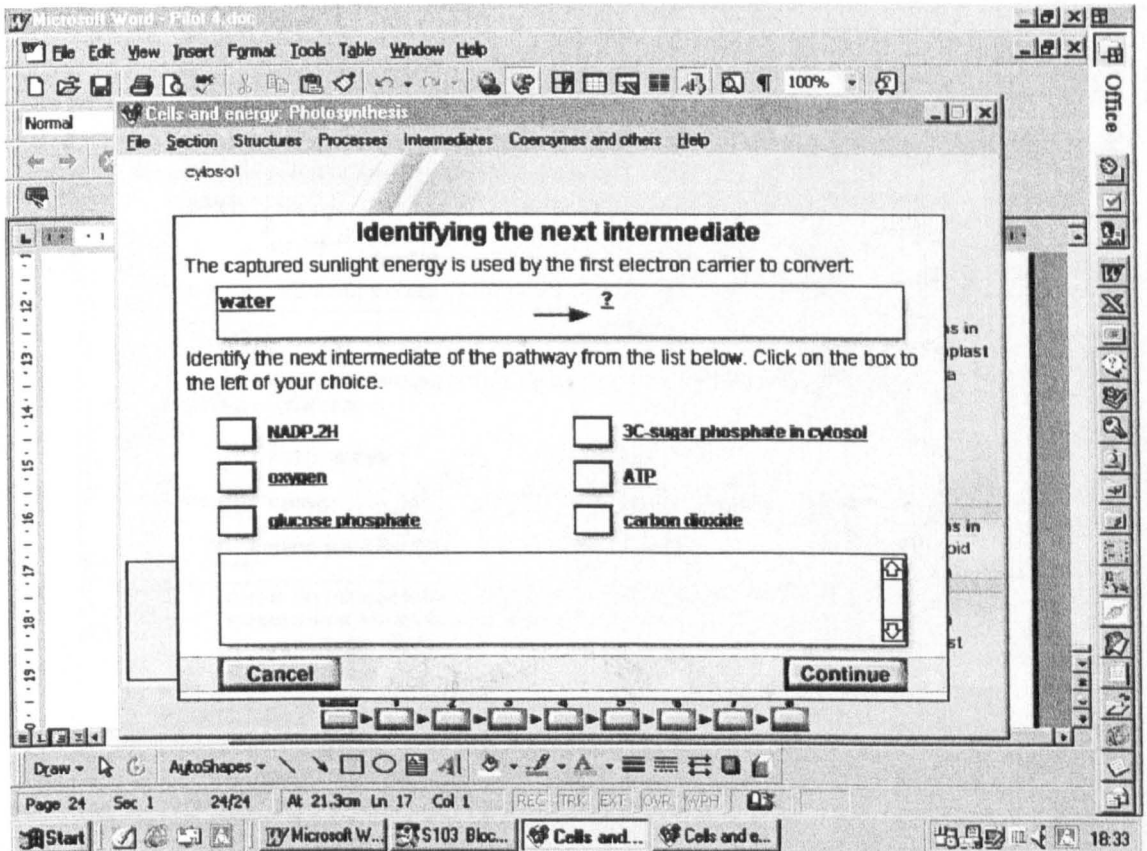 Microsoft Word - Pilot 4.doc
File Edit View Insert Format Tools Table Window Help
100%
Office
Normal
Cells and energy: Photosynthesis
File Section Structures Processes Intermediates Coenzymes and others Help
cytosol
Identifying the next intermediate
The captured sunlight energy is used by the first electron carrier to convert:
water
?
Identify the next intermediate of the pathway from the list below. Click on the box to
the left of your choice.
NADP.2H
3C-sugar phosphate in cytosol
oxygen
ATP
glucose phosphate
carbon dioxide
Cancel
Continue
Draw
AutoShapes
Page 24 Sec 1 24/24 At 21.3cm Ln 17 Col 1 REC TRK EXT OVR WPH
Start
Microsoft W...
S103 Bloc...
Cells and...
Cells and e...
18:33